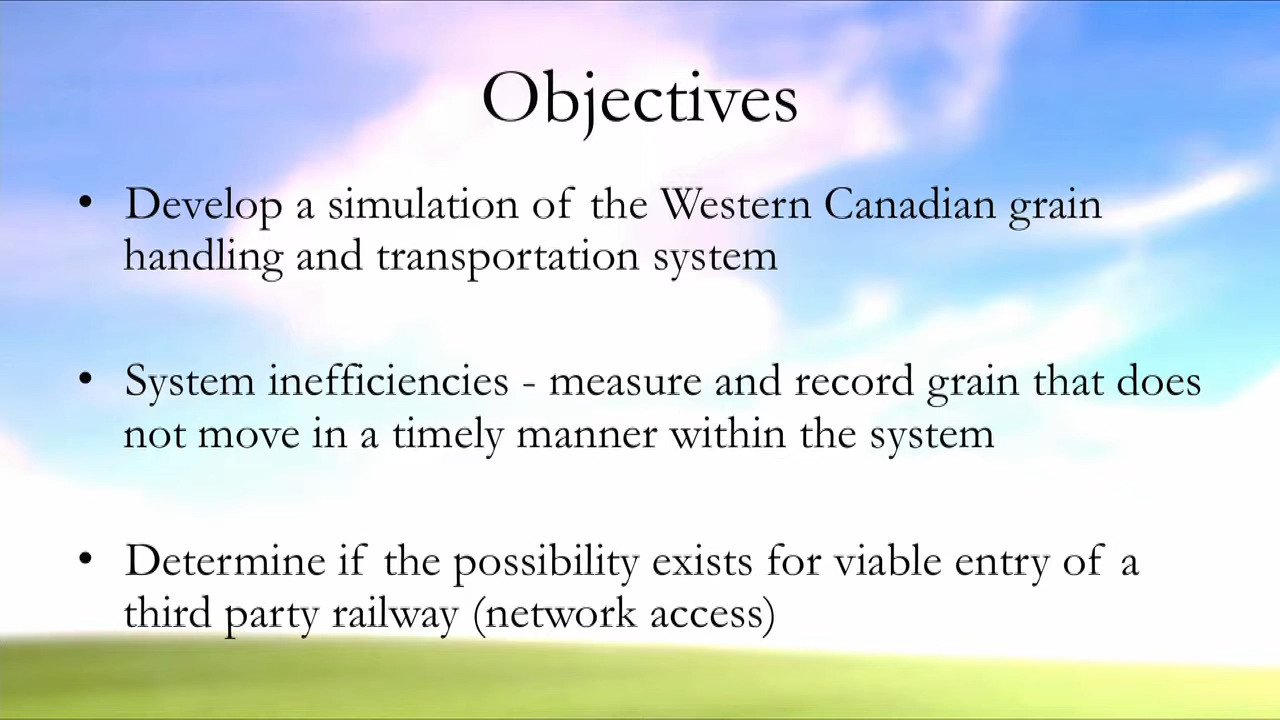 Objectives
• Develop a simulation of the Western Canadian grain
handling and transportation system
• System inefficiencies - measure and record grain that does
not move in a timely manner within the system
• Determine if the possibility exists for viable entry of a
third party railway (network access)